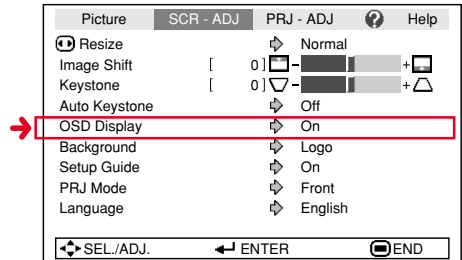 Picture SCR - ADJ PRJ - ADJ ? Help
Resize Normal
Image Shift [ 0 ] - +
Keystone [ 0 ] - +
Auto Keystone Off
OSD Display On
Background Logo
Setup Guide On
PRJ Mode Front
Language English
SEL./ADJ. ENTER END